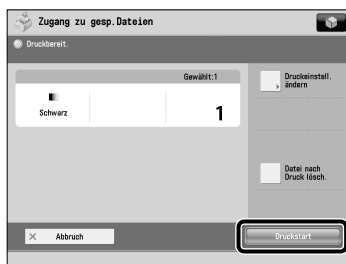 Zugang zu gesp.Dateien
Druckbereit.
Gewählt:1
Schwarz
1
Druckeinstell.
ändern
Datei nach
Druck lösch.
× Abbruch
Druckstart